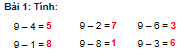 Bài 1: Tính:
9 – 4 = 5 9 – 2 = 7 9 – 6 = 3
9 – 1 = 8 9 – 8 = 1 9 – 3 = 6